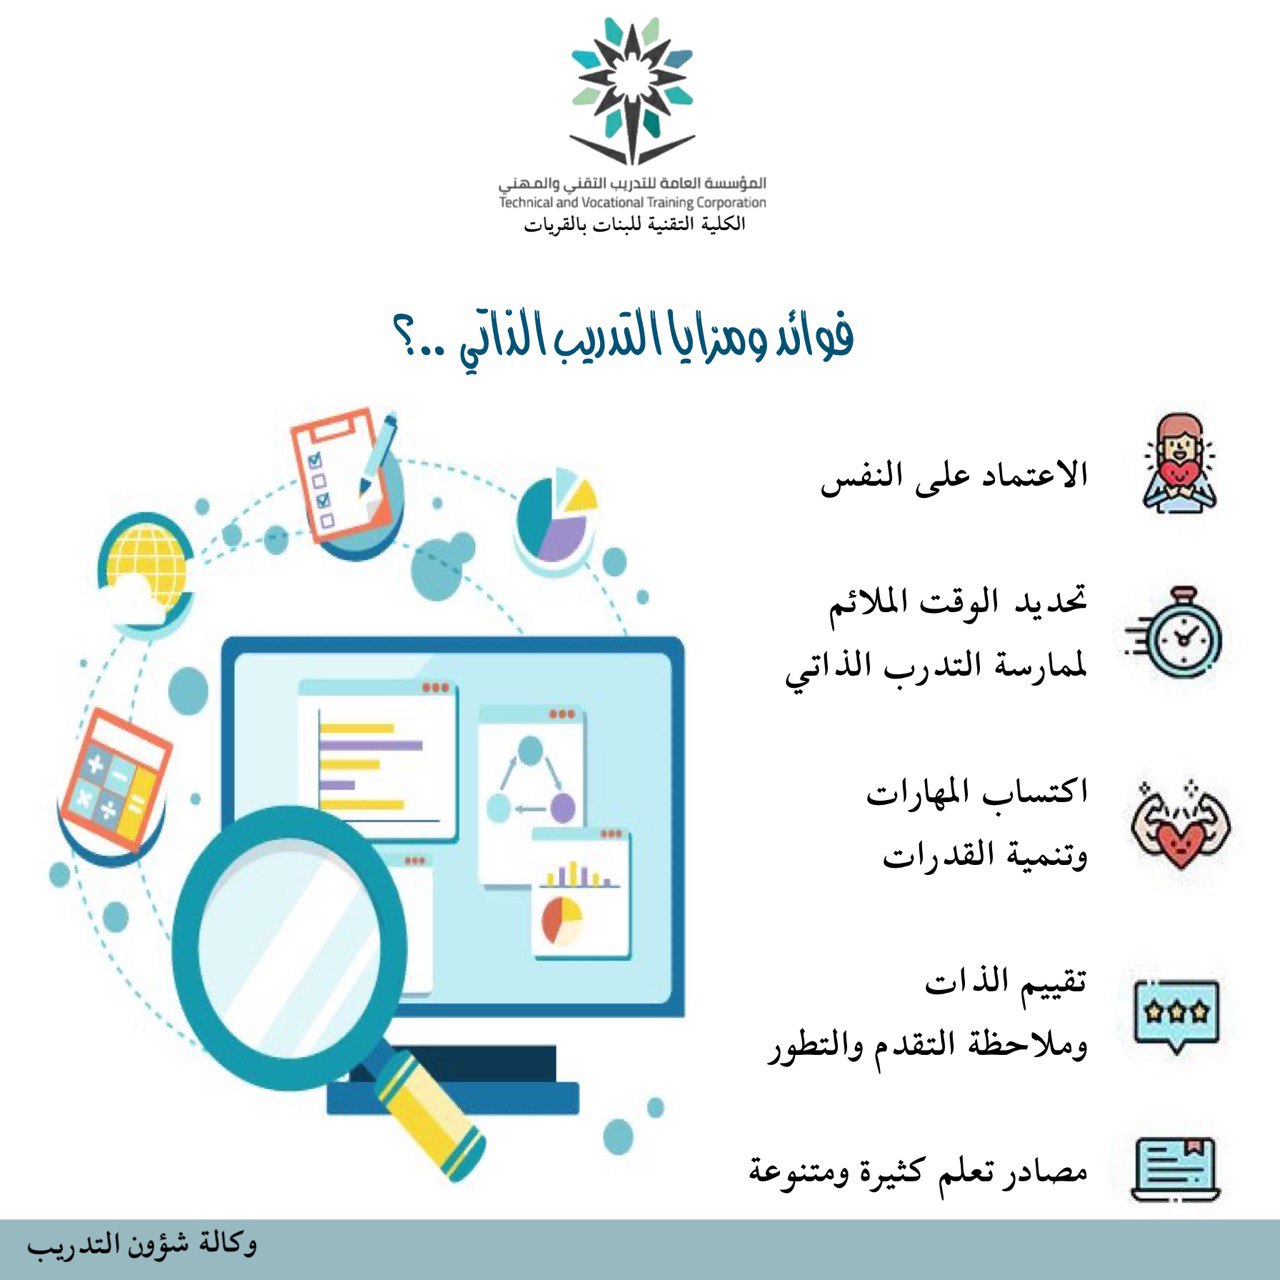 المؤسسة العامة للتدريب التقني والمهني
Technical and Vocational Training Corporation
الكلية التقنية للبنات بالقريات
فوائد ومزايا التدريب الذاتي ..؟
الاعتماد على النفس
تحديد الوقت الملائم
لممارسة التدرب الذاتي
اكتساب المهارات
وتنمية القدرات
تقييم الذات
وملاحظة التقدم والتطور
مصادر تعلم كثيرة ومتنوعة
وكالة شؤون التدريب